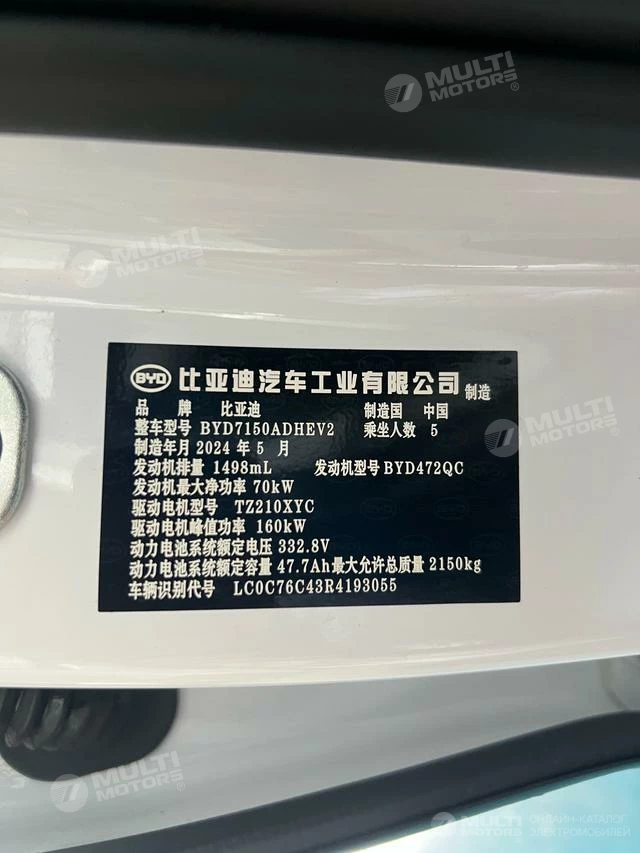 MULTI
MOTORS®
MULTI
MOTORS®
BYD 比亚迪汽车工业有限公司 制造
品 牌 比亚迪 制造国 中国
整车型号 BYD7150ADHEV2 乘坐人数 5
制造年月 2024 年 5 月
发动机排量 1498mL 发动机型号 BYD472QC
发动机最大净功率 70kW
驱动电机型号 TZ210XYC
驱动电机峰值功率 160kW
动力电池系统额定电压 332.8V
动力电池系统额定容量 47.7Ah 最大允许总质量 2150kg
车辆识别代号 LC0C76C43R4193055
MULTI
MOTORS®
MULTI
MOTORS®
ОНЛАЙН-КАТАЛОГ
ЭЛЕКТРОМОБИЛЕЙ